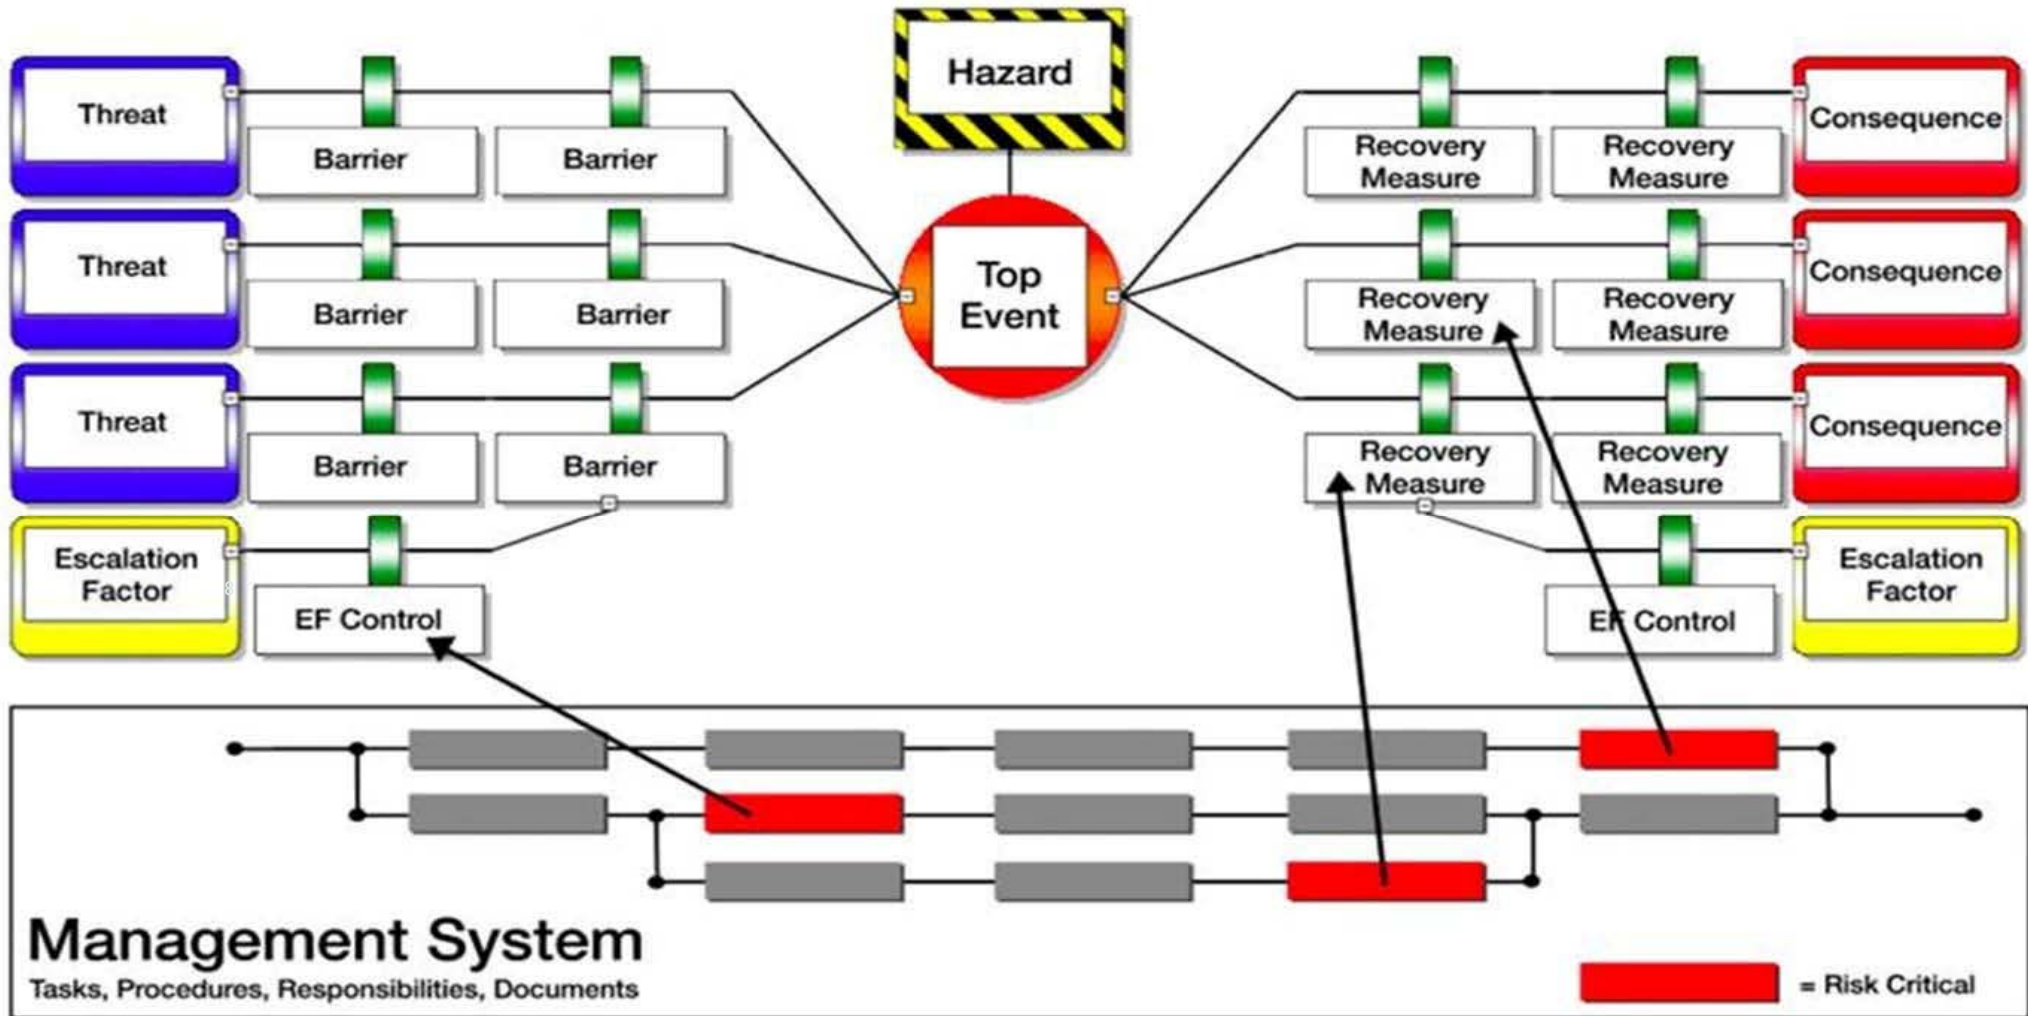 Hazard
Threat
Barrier
Barrier
Recovery
Measure
Recovery
Measure
Consequence
Top
Event
Threat
Barrier
Barrier
Recovery
Measure
Recovery
Measure
Consequence
Threat
Barrier
Barrier
Recovery
Measure
Recovery
Measure
Consequence
Escalation
Factor
EF Control
EF Control
Escalation
Factor
Management System
Tasks, Procedures, Responsibilities, Documents
= Risk Critical